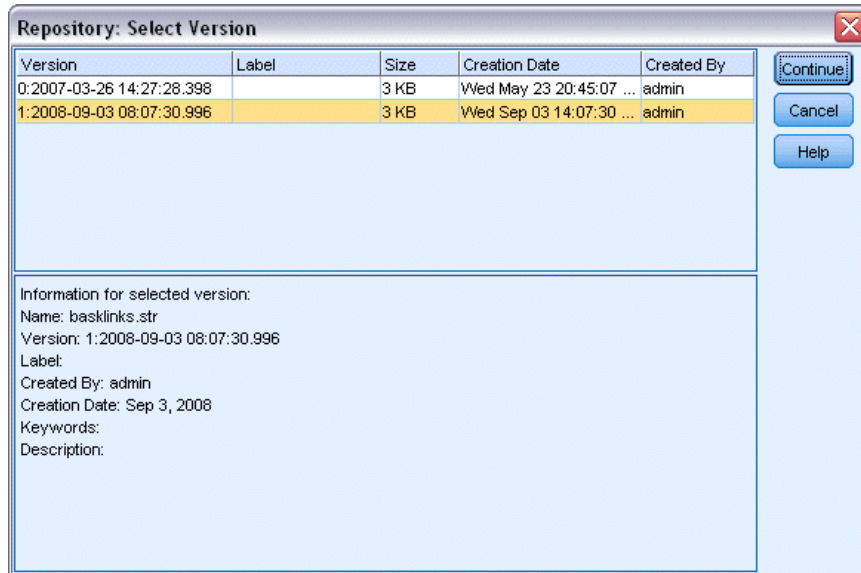 Repository: Select Version
Version Label Size Creation Date Created By
0:2007-03-26 14:27:28.398 3 KB Wed May 23 20:45:07 ... admin
1:2008-09-03 08:07:30.996 3 KB Wed Sep 03 14:07:30 ... admin
Continue
Cancel
Help
Information for selected version:
Name: basklinks.str
Version: 1:2008-09-03 08:07:30.996
Label:
Created By: admin
Creation Date: Sep 3, 2008
Keywords:
Description: